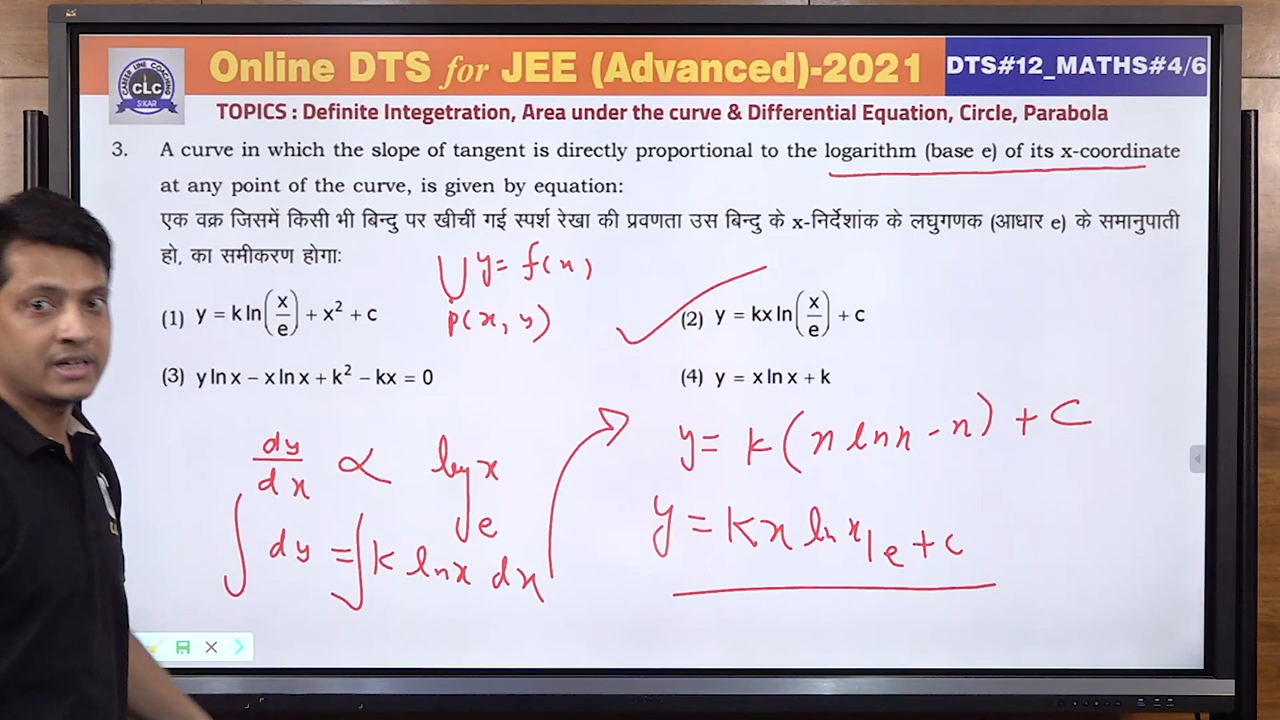 Online DTS for JEE (Advanced)-2021
DTS#12_MATHS#4/6
CLC
SIKAR
TOPICS : Definite Integetration, Area under the curve & Differential Equation, Circle, Parabola
3. A curve in which the slope of tangent is directly proportional to the logarithm (base e) of its x-coordinate
at any point of the curve, is given by equation:
एक वक्र जिसमें किसी भी बिन्दु पर खीचीं गई स्पर्श रेखा की प्रवणता उस बिन्दु के x-निर्देशांक के लघुगणक (आधार e) के समानुपाती
हो, का समीकरण होगाः
y = f(x)
p(x, y)
(1) y = k ln(x/e) + x² + c
(2) y = kx ln(x/e) + c
(3) y ln x – x ln x + k² – kx = 0
(4) y = x ln x + k
dy/dx ∝ log_e x
∫ dy = ∫ k ln x dx
y = k(x ln x - x) + C
y = kx ln x/e + c